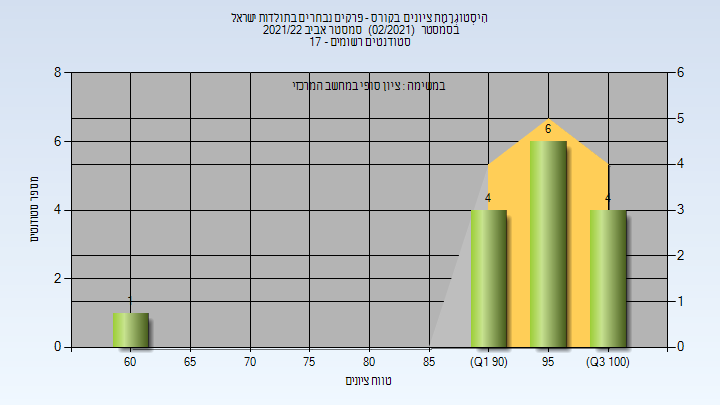 היסטוגרמת ציונים בקורס - פרקים נבחרים בתולדות ישראל
בסמסטר (02/2021) סמסטר אביב 2021/22
סטודנטים רשומים - 17
במשימה : ציון סופי במחשב המרכזי
8
6
4
2
0
6
5
4
3
2
1
0
מספר סטודנטים
1
4
6
4
60
65
70
75
80
85
(Q1 90)
95
(Q3 100)
טווח ציונים